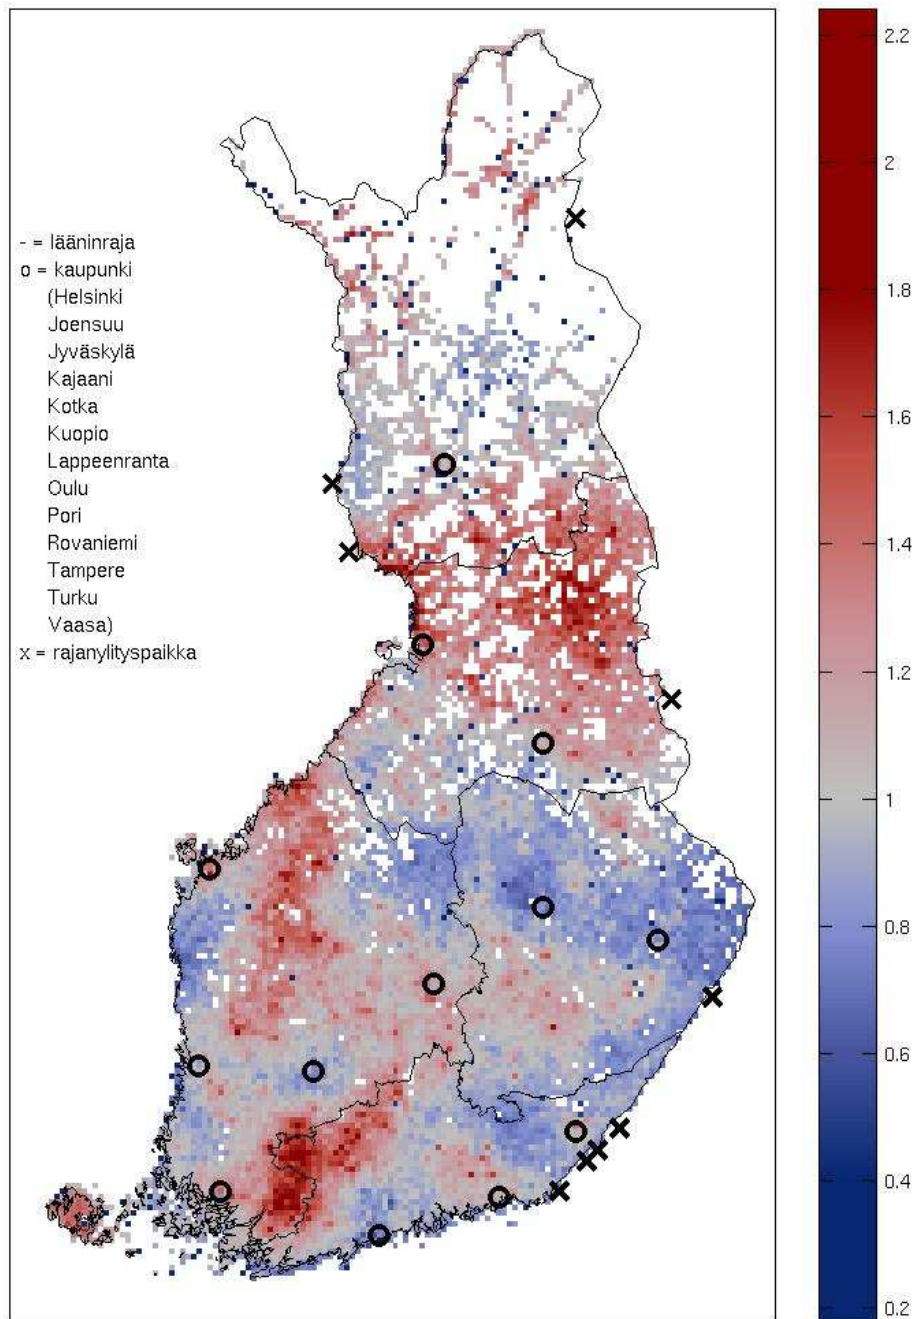 - = lääninraja
o = kaupunki
(Helsinki
Joensuu
Jyväskylä
Kajaani
Kotka
Kuopio
Lappeenranta
Oulu
Pori
Rovaniemi
Tampere
Turku
Vaasa)
x = rajanylityspaikka
2.2
2
1.8
1.6
1.4
1.2
1
0.8
0.6
0.4
0.2